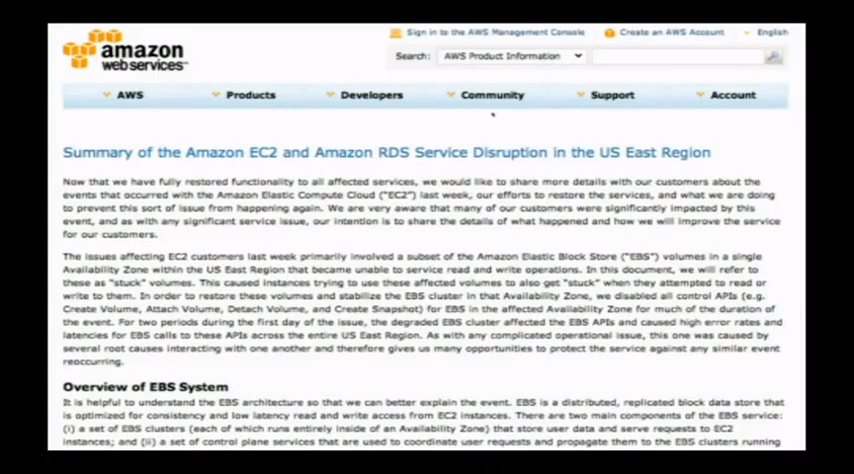 Sign in to the AWS Management Console Create an AWS Account English
amazon
webservices™
Search: AWS Product Information
AWS Products Developers Community Support Account
Summary of the Amazon EC2 and Amazon RDS Service Disruption in the US East Region
Now that we have fully restored functionality to all affected services, we would like to share more details with our customers about the
events that occurred with the Amazon Elastic Compute Cloud ("EC2") last week, our efforts to restore the services, and what we are doing
to prevent this sort of issue from happening again. We are very aware that many of our customers were significantly impacted by this
event, and as with any significant service issue, our intention is to share the details of what happened and how we will improve the service
for our customers.
The issues affecting EC2 customers last week primarily involved a subset of the Amazon Elastic Block Store ("EBS") volumes in a single
Availability Zone within the US East Region that became unable to service read and write operations. In this document, we will refer to
these as "stuck" volumes. This caused instances trying to use these affected volumes to also get "stuck" when they attempted to read or
write to them. In order to restore these volumes and stabilize the EBS cluster in that Availability Zone, we disabled all control APIs (e.g.
Create Volume, Attach Volume, Detach Volume, and Create Snapshot) for EBS in the affected Availability Zone for much of the duration of
the event. For two periods during the first day of the issue, the degraded EBS cluster affected the EBS APIs and caused high error rates and
latencies for EBS calls to these APIs across the entire US East Region. As with any complicated operational issue, this one was caused by
several root causes interacting with one another and therefore gives us many opportunities to protect the service against any similar event
reoccurring.
Overview of EBS System
It is helpful to understand the EBS architecture so that we can better explain the event. EBS is a distributed, replicated block data store that
is optimized for consistency and low latency read and write access from EC2 instances. There are two main components of the EBS service:
(i) a set of EBS clusters (each of which runs entirely inside of an Availability Zone) that store user data and serve requests to EC2
instances; and (ii) a set of control plane services that are used to coordinate user requests and propagate them to the EBS clusters running